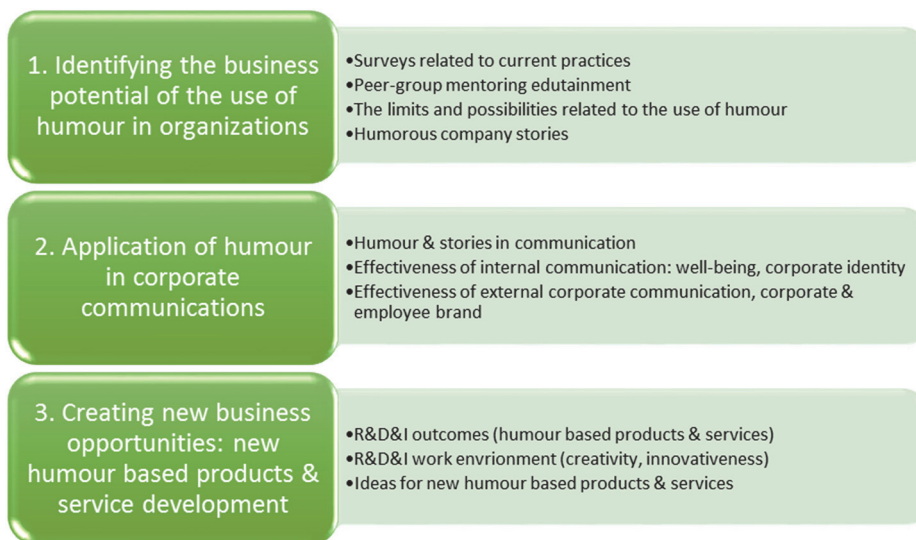 1. Identifying the business
potential of the use of
humour in organizations
•Surveys related to current practices
•Peer-group mentoring edutainment
•The limits and possibilities related to the use of humour
•Humorous company stories
2. Application of humour
in corporate
communications
•Humour & stories in communication
•Effectiveness of internal communication: well-being, corporate identity
•Effectiveness of external corporate communication, corporate &
employee brand
3. Creating new business
opportunities: new
humour based products &
service development
•R&D&I outcomes (humour based products & services)
•R&D&I work envrionment (creativity, innovativeness)
•Ideas for new humour based products & services